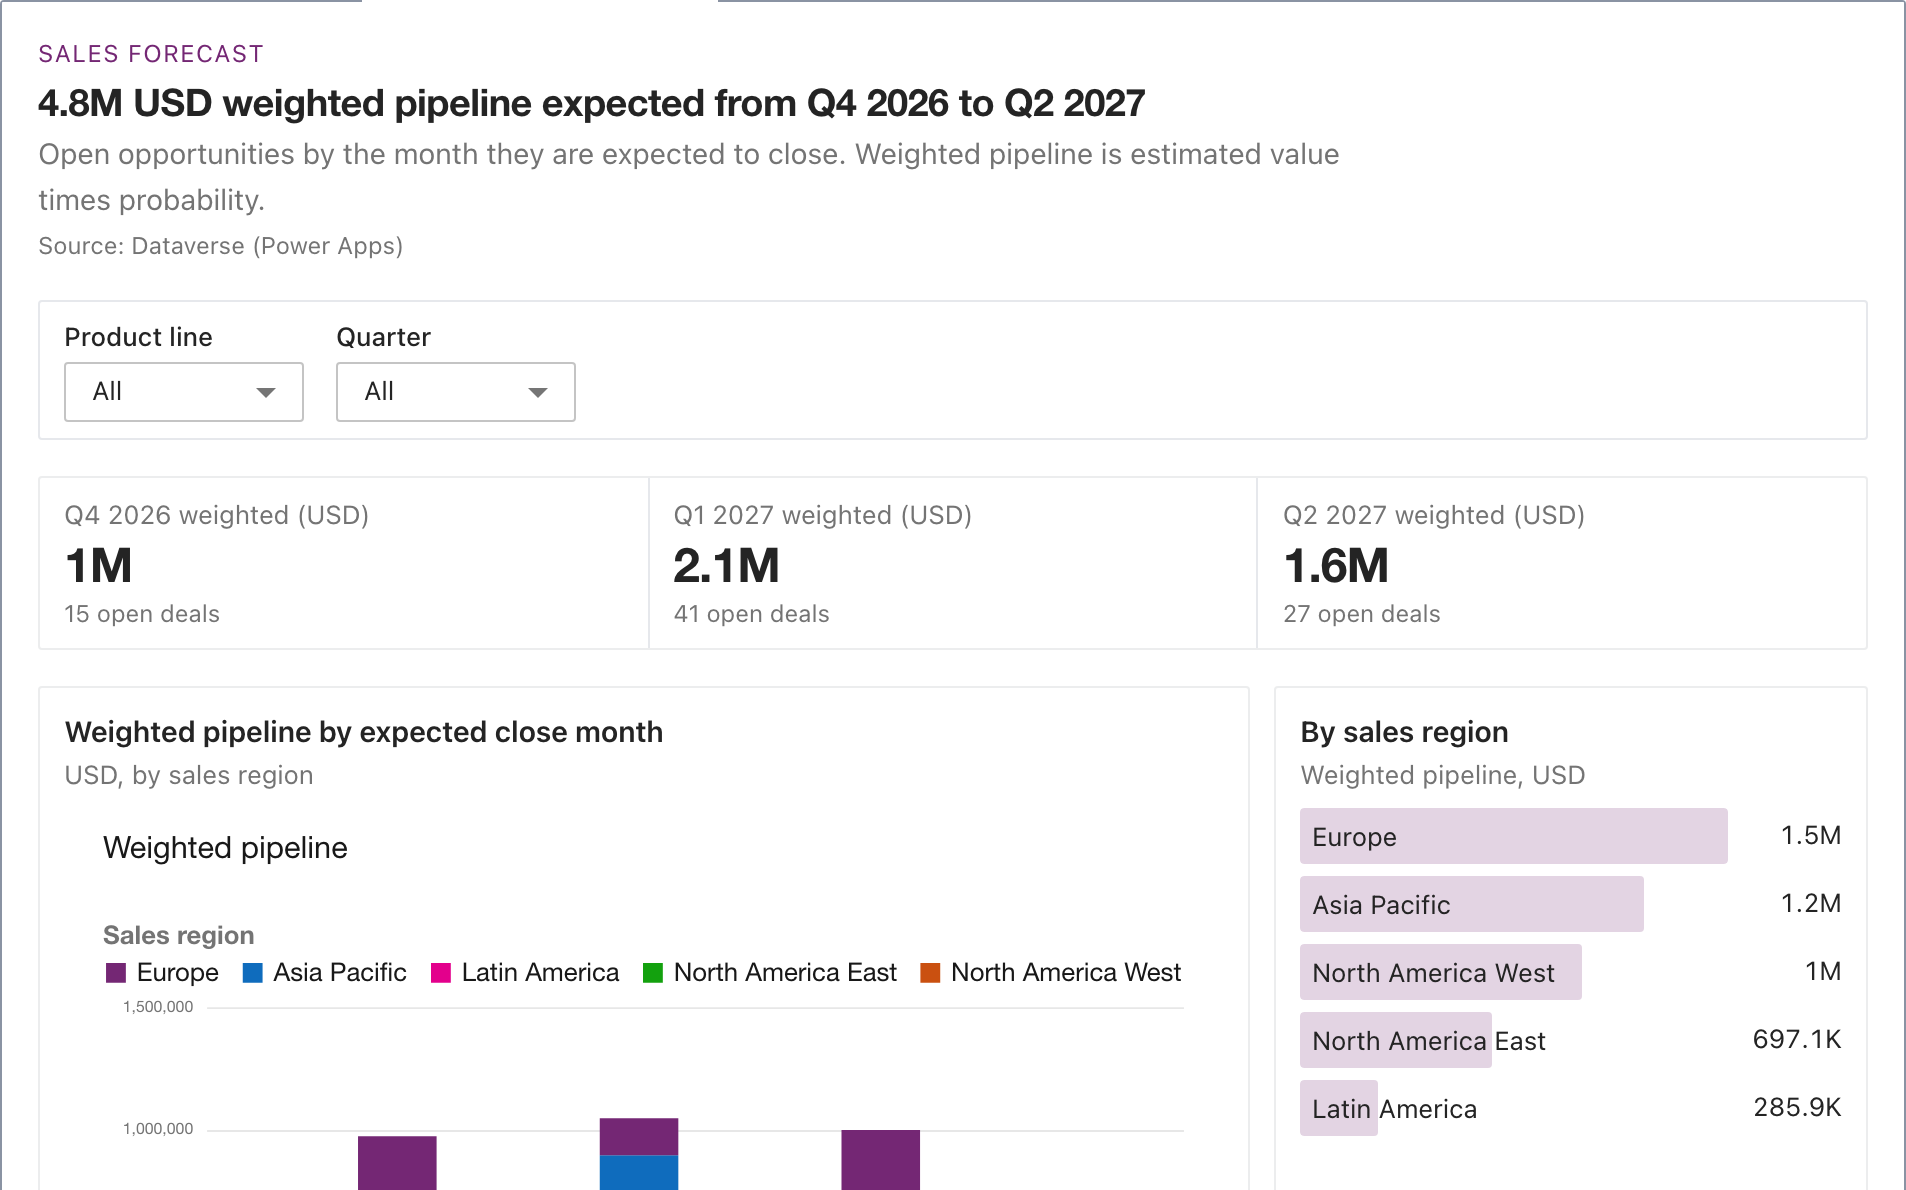 SALES FORECAST
4.8M USD weighted pipeline expected from Q4 2026 to Q2 2027
Open opportunities by the month they are expected to close. Weighted pipeline is estimated value
times probability.
Source: Dataverse (Power Apps)
Product line
All
Quarter
All
Q4 2026 weighted (USD)
1M
15 open deals
Q1 2027 weighted (USD)
2.1M
41 open deals
Q2 2027 weighted (USD)
1.6M
27 open deals
Weighted pipeline by expected close month
USD, by sales region
Weighted pipeline
Sales region
Europe
Asia Pacific
Latin America
North America East
North America West
1,500,000
1,000,000
By sales region
Weighted pipeline, USD
Europe 1.5M
Asia Pacific 1.2M
North America West 1M
North America East 697.1K
Latin America 285.9K